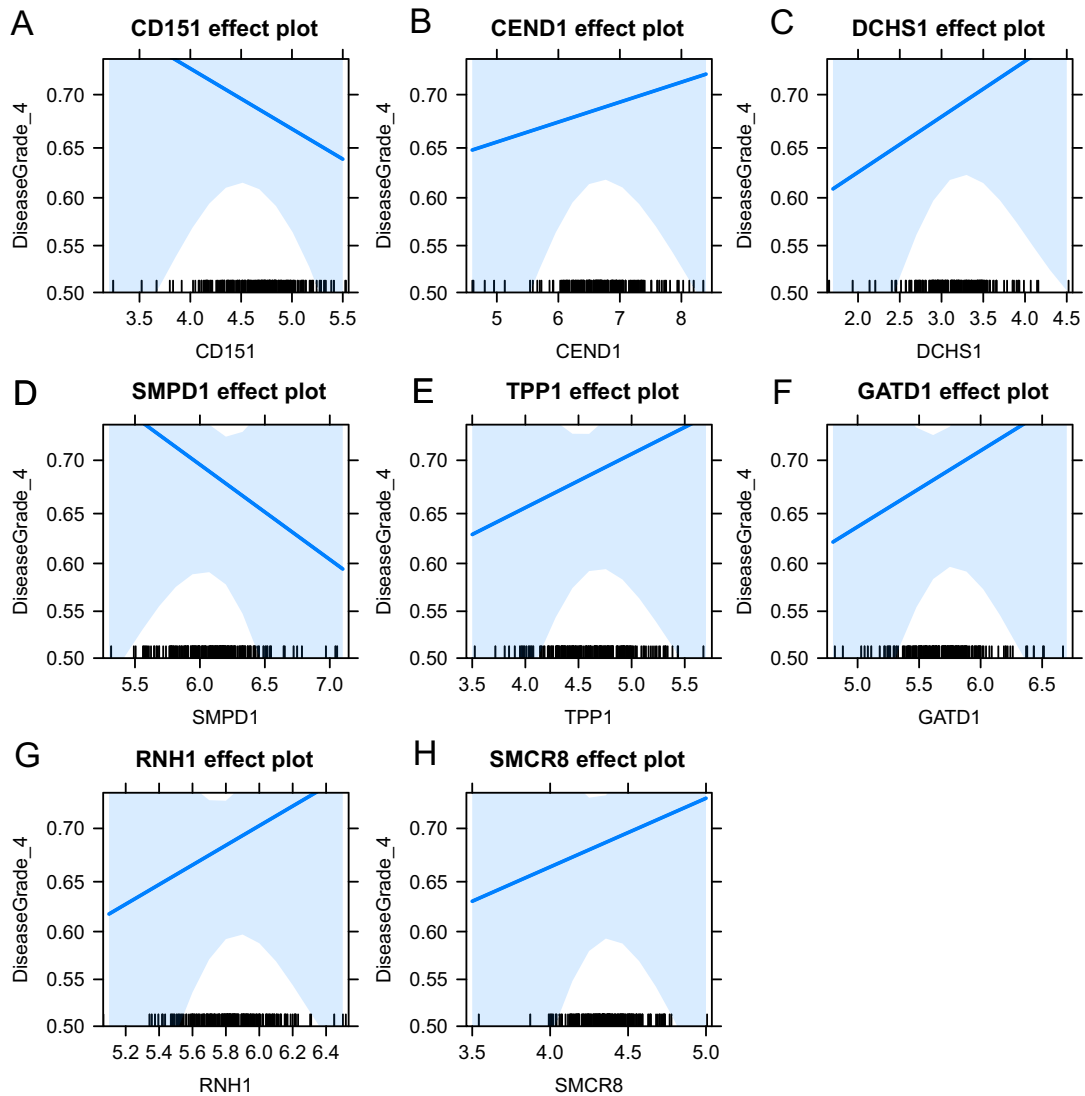 A
CD151 effect plot
DiseaseGrade_4
0.70
0.65
0.60
0.55
0.50
3.5 4.0 4.5 5.0 5.5
CD151
B
CEND1 effect plot
DiseaseGrade_4
0.70
0.65
0.60
0.55
0.50
5 6 7 8
CEND1
C
DCHS1 effect plot
DiseaseGrade_4
0.70
0.65
0.60
0.55
0.50
2.0 2.5 3.0 3.5 4.0 4.5
DCHS1
D
SMPD1 effect plot
DiseaseGrade_4
0.70
0.65
0.60
0.55
0.50
5.5 6.0 6.5 7.0
SMPD1
E
TPP1 effect plot
DiseaseGrade_4
0.70
0.65
0.60
0.55
0.50
3.5 4.0 4.5 5.0 5.5
TPP1
F
GATD1 effect plot
DiseaseGrade_4
0.70
0.65
0.60
0.55
0.50
5.0 5.5 6.0 6.5
GATD1
G
RNH1 effect plot
DiseaseGrade_4
0.70
0.65
0.60
0.55
0.50
5.2 5.4 5.6 5.8 6.0 6.2 6.4
RNH1
H
SMCR8 effect plot
DiseaseGrade_4
0.70
0.65
0.60
0.55
0.50
3.5 4.0 4.5 5.0
SMCR8